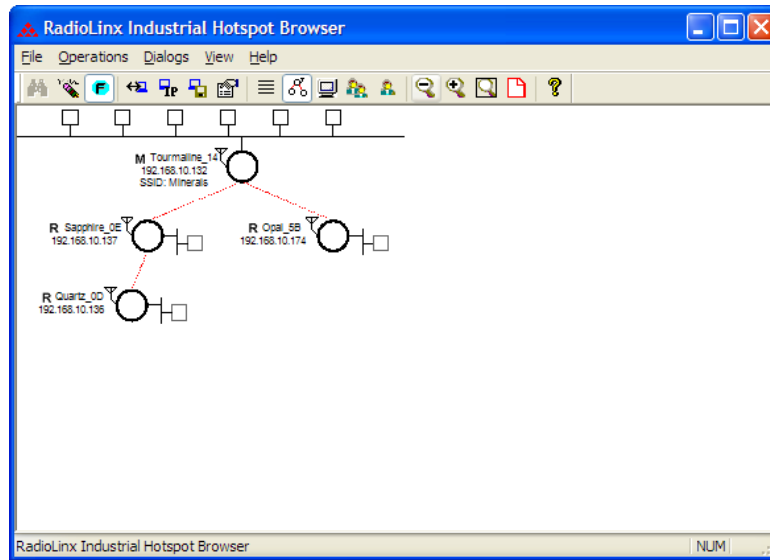 RadioLinx Industrial Hotspot Browser
File Operations Dialogs View Help
F IP ?
M Tourmaline_14
192.168.10.132
SSID: Minerals
R Sapphire_0E
192.168.10.137
R Opal_5B
192.168.10.174
R Quartz_0D
192.168.10.136
RadioLinx Industrial Hotspot Browser NUM